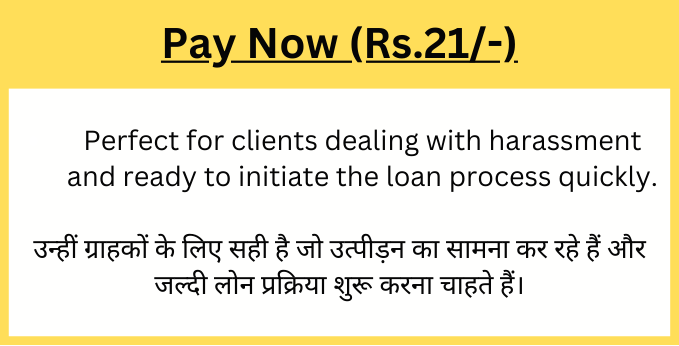 Pay Now (Rs.21/-)
Perfect for clients dealing with harassment
and ready to initiate the loan process quickly.
उन्हीं ग्राहकों के लिए सही है जो उत्पीड़न का सामना कर रहे हैं और
जल्दी लोन प्रक्रिया शुरू करना चाहते हैं।